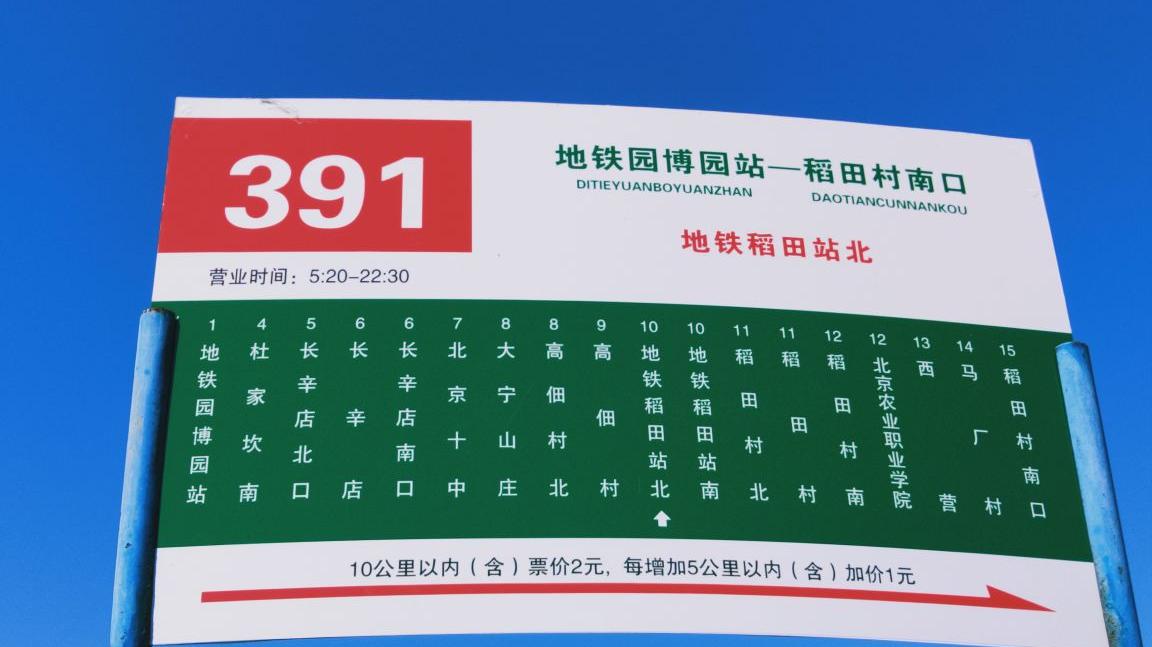 391
地铁园博园站—稻田村南口
DITIEYUANBOYUANZHAN DAOTIANCUNNANKOU
地铁稻田站北
营业时间：5:20-22:30
1 地铁园博园站
4 杜家坎南
5 长辛店北口
6 长辛店
6 长辛店南口
7 北京十中
8 大宁山庄
8 高佃村北
9 高佃村
10 地铁稻田站北
10 地铁稻田站南
11 稻田村北
11 稻田村
12 稻田村南
12 北京农业职业学院
13 西营
14 马厂村
15 稻田村南口
10公里以内（含）票价2元，每增加5公里以内（含）加价1元